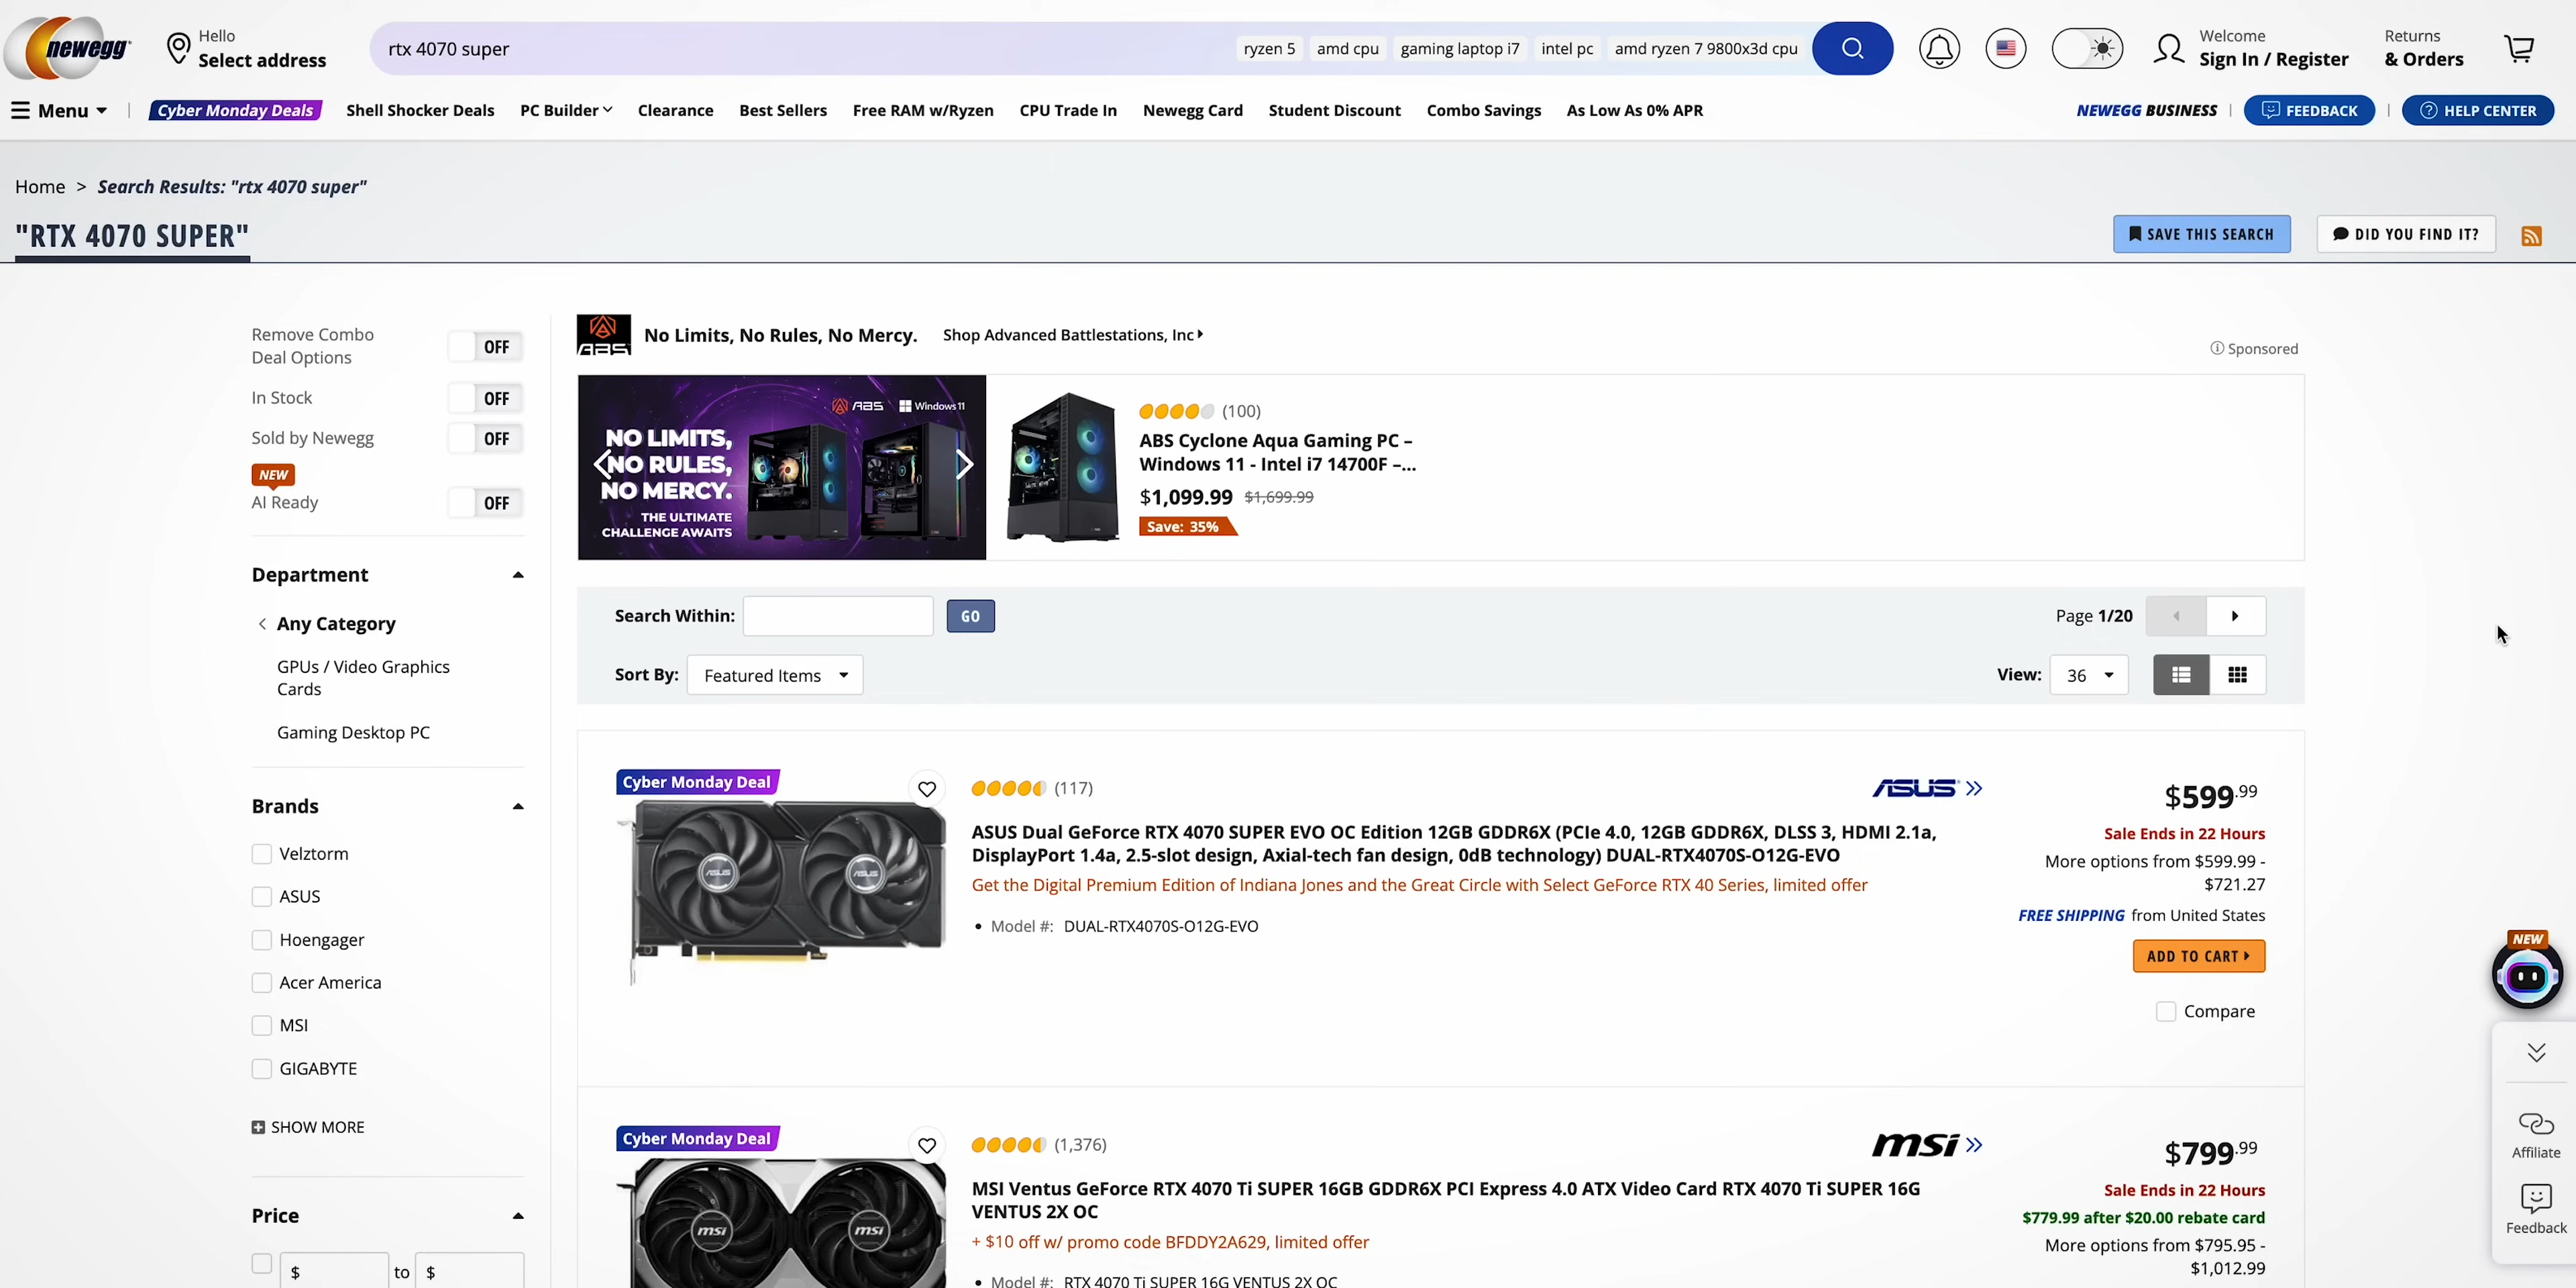 newegg
Hello
Select address
rtx 4070 super
ryzen 5
amd cpu
gaming laptop i7
intel pc
amd ryzen 7 9800x3d cpu
Welcome
Sign In / Register
Returns
& Orders
Menu
Cyber Monday Deals
Shell Shocker Deals
PC Builder
Clearance
Best Sellers
Free RAM w/Ryzen
CPU Trade In
Newegg Card
Student Discount
Combo Savings
As Low As 0% APR
NEWEGG BUSINESS
FEEDBACK
HELP CENTER
Home > Search Results: "rtx 4070 super"
"RTX 4070 SUPER"
SAVE THIS SEARCH
DID YOU FIND IT?
Remove Combo
Deal Options
OFF
In Stock
OFF
Sold by Newegg
OFF
NEW
AI Ready
OFF
Department
Any Category
GPUs / Video Graphics
Cards
Gaming Desktop PC
Brands
Velztorm
ASUS
Hoengager
Acer America
MSI
GIGABYTE
SHOW MORE
Price
$ to $
ABS
No Limits, No Rules, No Mercy.
Shop Advanced Battlestations, Inc
Sponsored
ABS Windows 11
NO LIMITS,
NO RULES,
NO MERCY.
THE ULTIMATE
CHALLENGE AWAITS
(100)
ABS Cyclone Aqua Gaming PC –
Windows 11 - Intel i7 14700F –...
$1,099.99 $1,699.99
Save: 35%
Search Within:
GO
Page 1/20
Sort By: Featured Items
View: 36
Cyber Monday Deal
ASUS ASUS
(117)
ASUS
ASUS Dual GeForce RTX 4070 SUPER EVO OC Edition 12GB GDDR6X (PCIe 4.0, 12GB GDDR6X, DLSS 3, HDMI 2.1a,
DisplayPort 1.4a, 2.5-slot design, Axial-tech fan design, 0dB technology) DUAL-RTX4070S-O12G-EVO
Get the Digital Premium Edition of Indiana Jones and the Great Circle with Select GeForce RTX 40 Series, limited offer
• Model #: DUAL-RTX4070S-O12G-EVO
$599.99
Sale Ends in 22 Hours
More options from $599.99 -
$721.27
FREE SHIPPING from United States
ADD TO CART
Compare
Cyber Monday Deal
msi msi
(1,376)
msi
MSI Ventus GeForce RTX 4070 Ti SUPER 16GB GDDR6X PCI Express 4.0 ATX Video Card RTX 4070 Ti SUPER 16G
VENTUS 2X OC
+ $10 off w/ promo code BFDDY2A629, limited offer
• Model #: RTX 4070 Ti SUPER 16G VENTUS 2X OC
$799.99
Sale Ends in 22 Hours
$779.99 after $20.00 rebate card
More options from $795.95 -
$1,012.99
NEW
Affiliate
Feedback